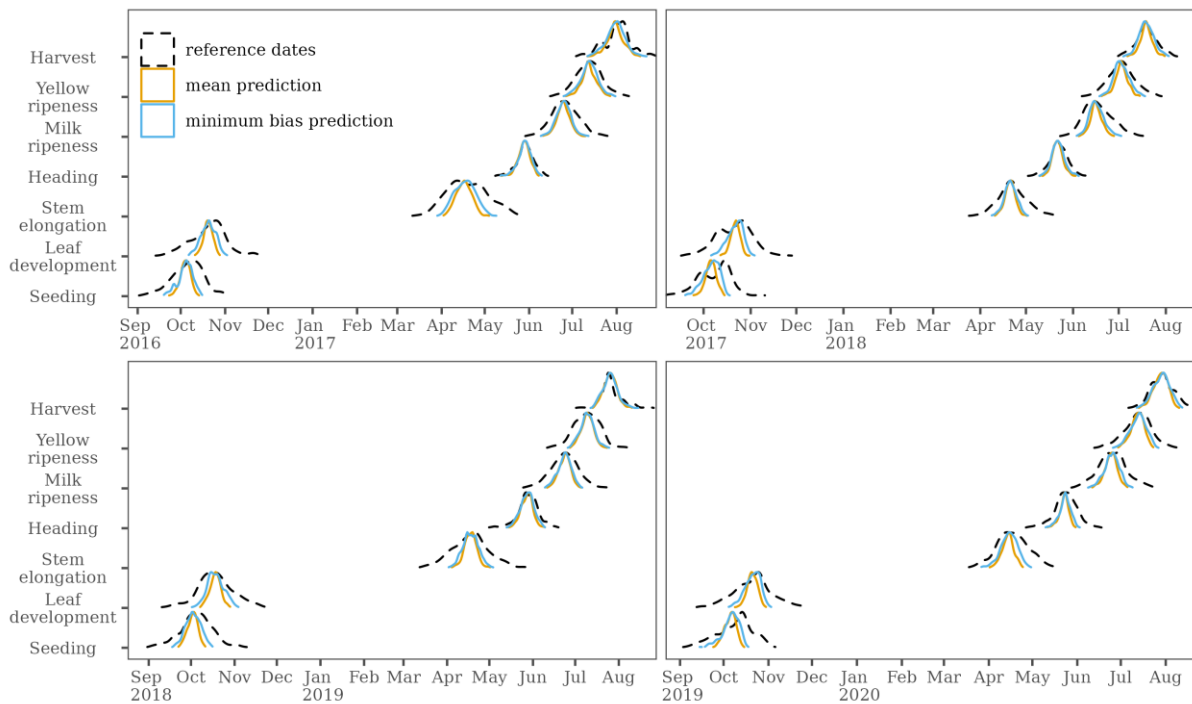 reference dates
mean prediction
minimum bias prediction
Harvest
Yellow
ripeness
Milk
ripeness
Heading
Stem
elongation
Leaf
development
Seeding
Sep Oct Nov Dec Jan Feb Mar Apr May Jun Jul Aug
2016 2017
Oct Nov Dec Jan Feb Mar Apr May Jun Jul Aug
2017 2018
Harvest
Yellow
ripeness
Milk
ripeness
Heading
Stem
elongation
Leaf
development
Seeding
Sep Oct Nov Dec Jan Feb Mar Apr May Jun Jul Aug
2018 2019
Sep Oct Nov Dec Jan Feb Mar Apr May Jun Jul Aug
2019 2020